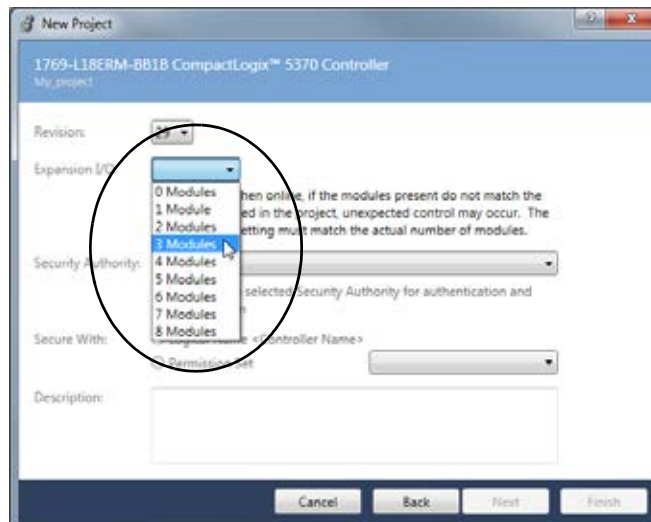 New Project
1769-L18ERM-BB1B CompactLogix™ 5370 Controller
My_project
Revision: 29
Expansion I/O:
0 Modules
1 Module
2 Modules
3 Modules
4 Modules
5 Modules
6 Modules
7 Modules
8 Modules
hen online, if the modules present do not match the
ed in the project, unexpected control may occur. The
etting must match the actual number of modules.
Security Authority:
selected Security Authority for authentication and
Secure With:
Logical Name <Controller Name>
Permission Set
Description:
Cancel Back Next Finish